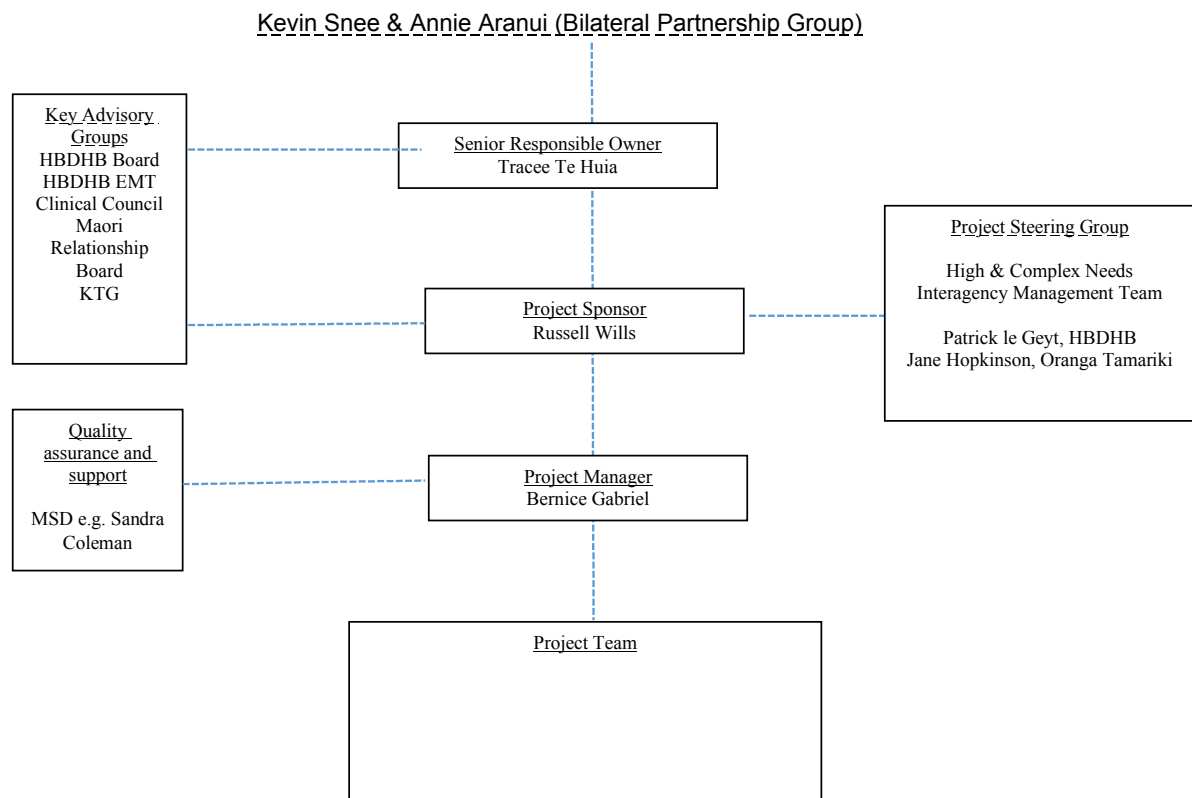 Kevin Snee & Annie Aranui (Bilateral Partnership Group)
Key Advisory
Groups
HBDHB Board
HBDHB EMT
Clinical Council
Maori
Relationship
Board
KTG
Senior Responsible Owner
Tracee Te Huia
Project Steering Group
High & Complex Needs
Interagency Management Team
Patrick le Geyt, HBDHB
Jane Hopkinson, Oranga Tamariki
Project Sponsor
Russell Wills
Quality
assurance and
support
MSD e.g. Sandra
Coleman
Project Manager
Bernice Gabriel
Project Team